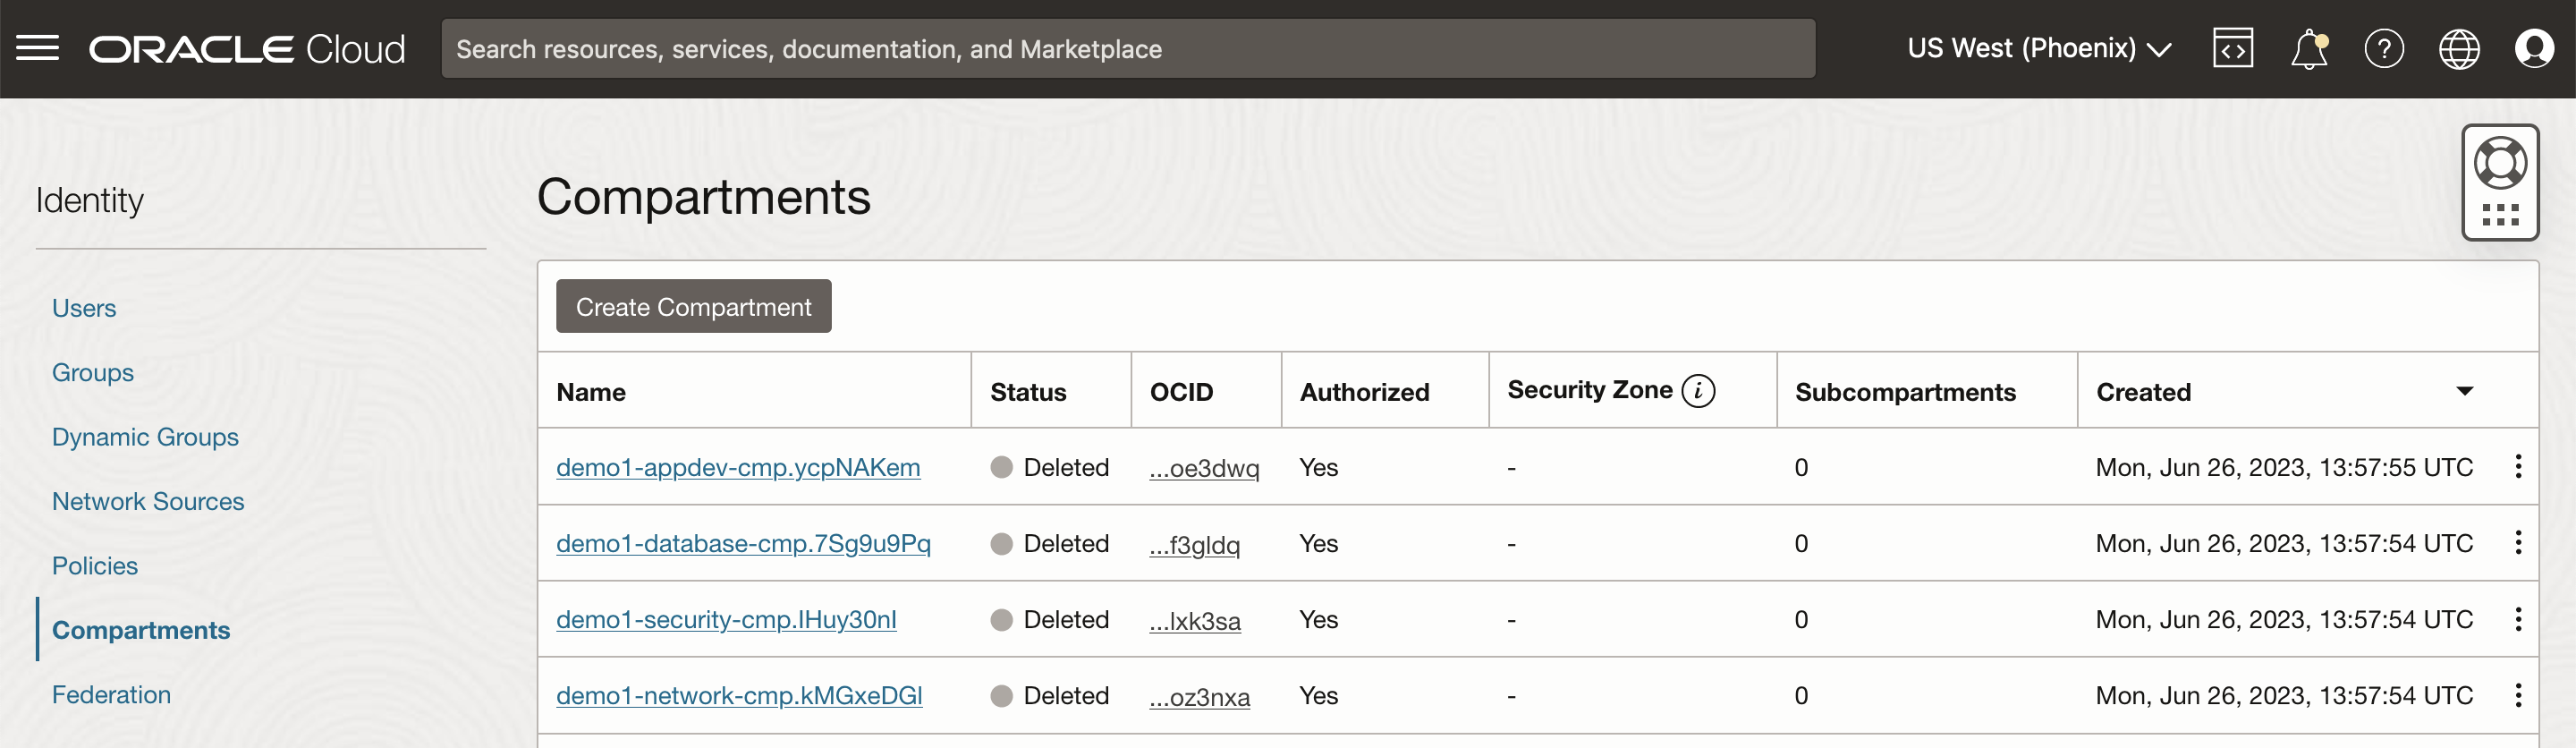 ORACLE Cloud
Search resources, services, documentation, and Marketplace
US West (Phoenix)
Identity
Users
Groups
Dynamic Groups
Network Sources
Policies
Compartments
Federation
Compartments
Create Compartment
Name Status OCID Authorized Security Zone Subcompartments Created
demo1-appdev-cmp.ycpNAKem Deleted ...oe3dwq Yes - 0 Mon, Jun 26, 2023, 13:57:55 UTC
demo1-database-cmp.7Sg9u9Pq Deleted ...f3gldq Yes - 0 Mon, Jun 26, 2023, 13:57:54 UTC
demo1-security-cmp.IHuy30nI Deleted ...lxk3sa Yes - 0 Mon, Jun 26, 2023, 13:57:54 UTC
demo1-network-cmp.kMGxeDGl Deleted ...oz3nxa Yes - 0 Mon, Jun 26, 2023, 13:57:54 UTC